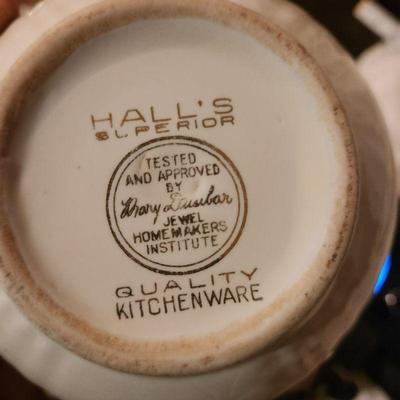 HALL'S
SUPERIOR
TESTED
AND APPROVED
BY
Mary Dunbar
JEWEL
HOMEMAKERS
INSTITUTE
QUALITY
KITCHENWARE